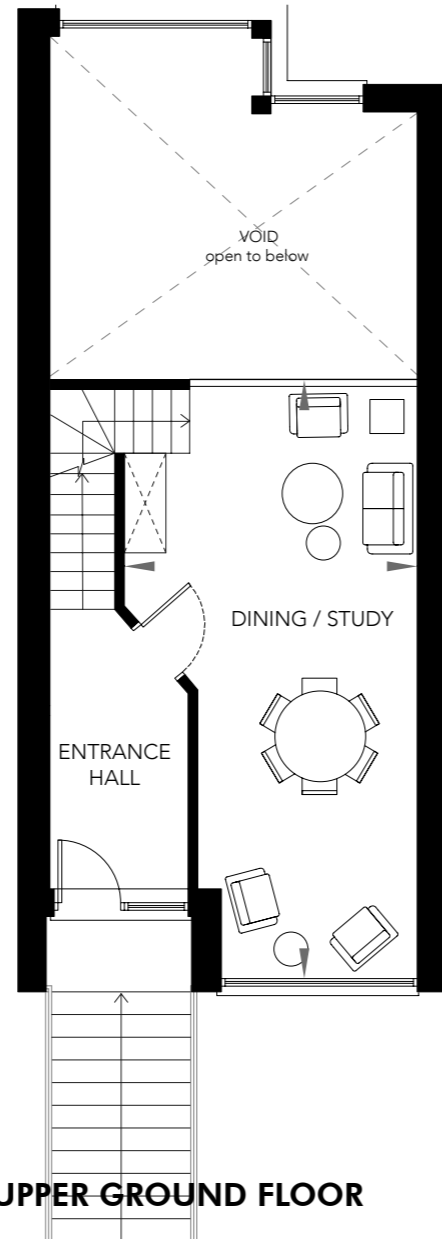 VOID
open to below
DINING / STUDY
ENTRANCE
HALL
UPPER GROUND FLOOR